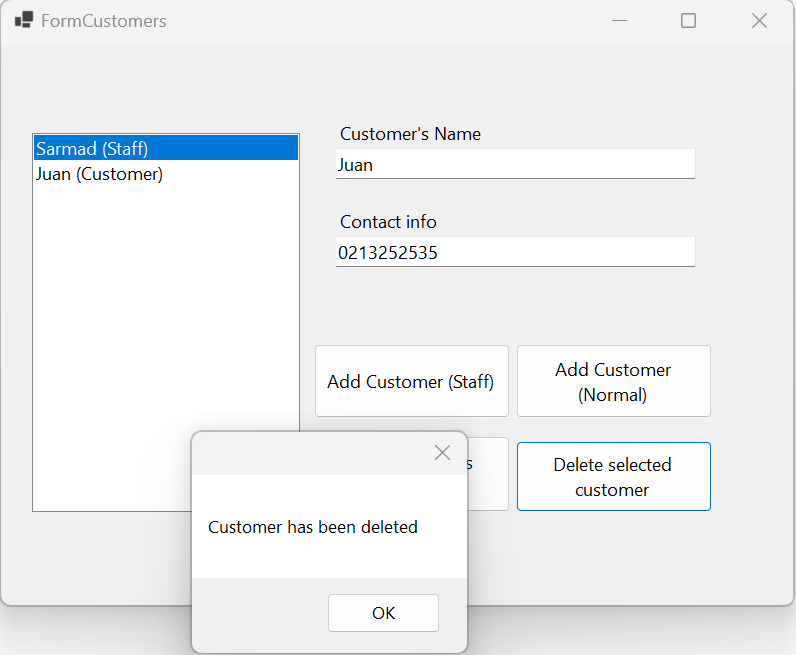 FormCustomers
Customer's Name
Sarmad (Staff)
Juan (Customer)
Juan
Contact info
0213252535
Add Customer (Staff)
Add Customer
(Normal)
Delete selected
customer
Customer has been deleted
OK